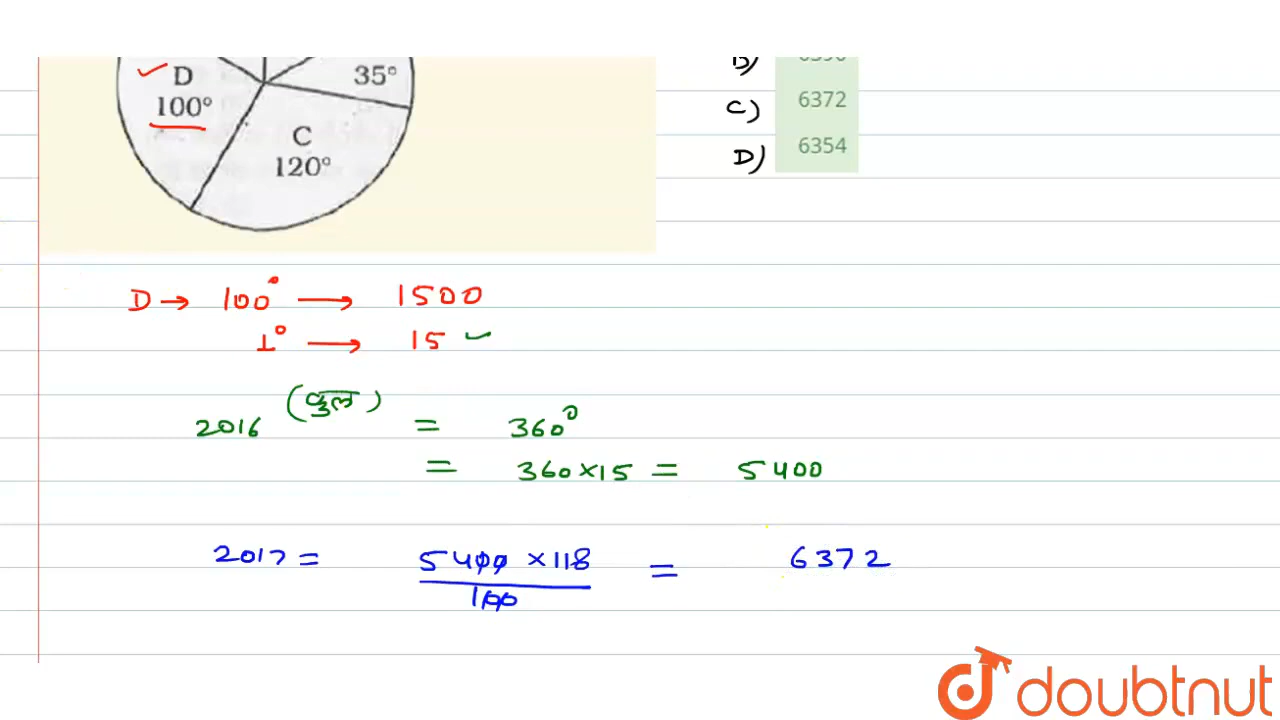 35°
D
100°
C
120°
B)
C) 6372
D) 6354
D → 100° → 1500
1° → 15
2016 (कुल) = 360°
= 360×15 = 5400
2017 = 5400 ×118 = 6372
100
doubtnut